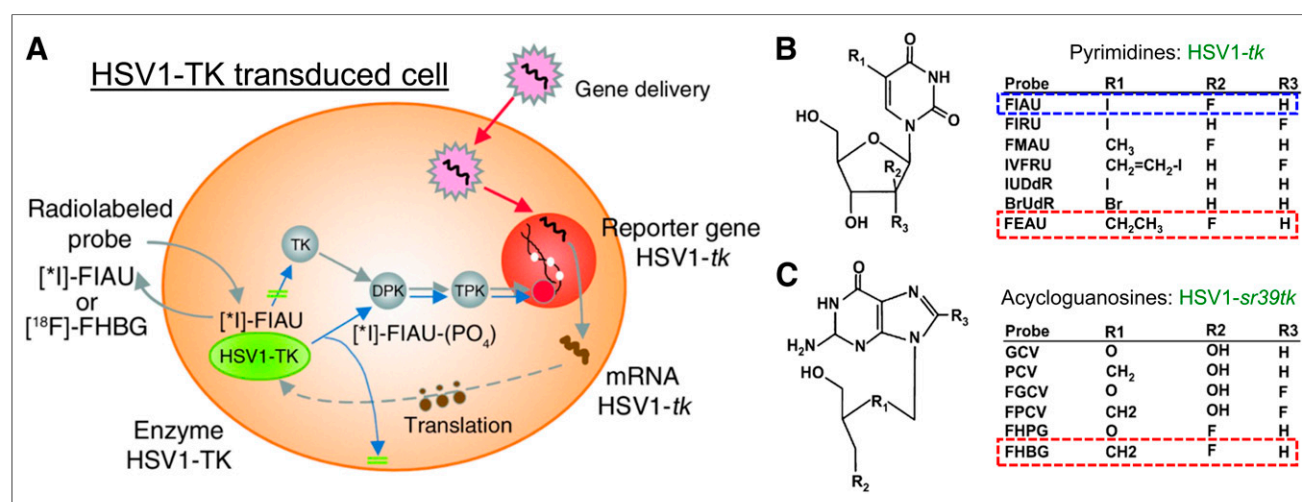 A
HSV1-TK transduced cell
Gene delivery
Radiolabeled
probe
[*I]-FIAU
or
[18F]-FHBG
TK
DPK
TPK
Reporter gene
HSV1-tk
[*I]-FIAU
[*I]-FIAU-(PO4)
HSV1-TK
mRNA
HSV1-tk
Translation
Enzyme
HSV1-TK
B
Pyrimidines: HSV1-tk
R1
O
NH
N
O
HO
O
R2
OH
R3
Probe R1 R2 R3
FIAU I F H
FIRU I H F
FMAU CH3 F H
IVFRU CH2=CH2-I H F
IUDdR I H H
BrUdR Br H H
FEAU CH2CH3 F H
C
Acycloguanosines: HSV1-sr39tk
O
HN
N
R3
H2N
N
N
HO
R1
R2
Probe R1 R2 R3
GCV O OH H
PCV CH2 OH H
FGCV O OH F
FPCV CH2 OH F
FHPG O F H
FHBG CH2 F H